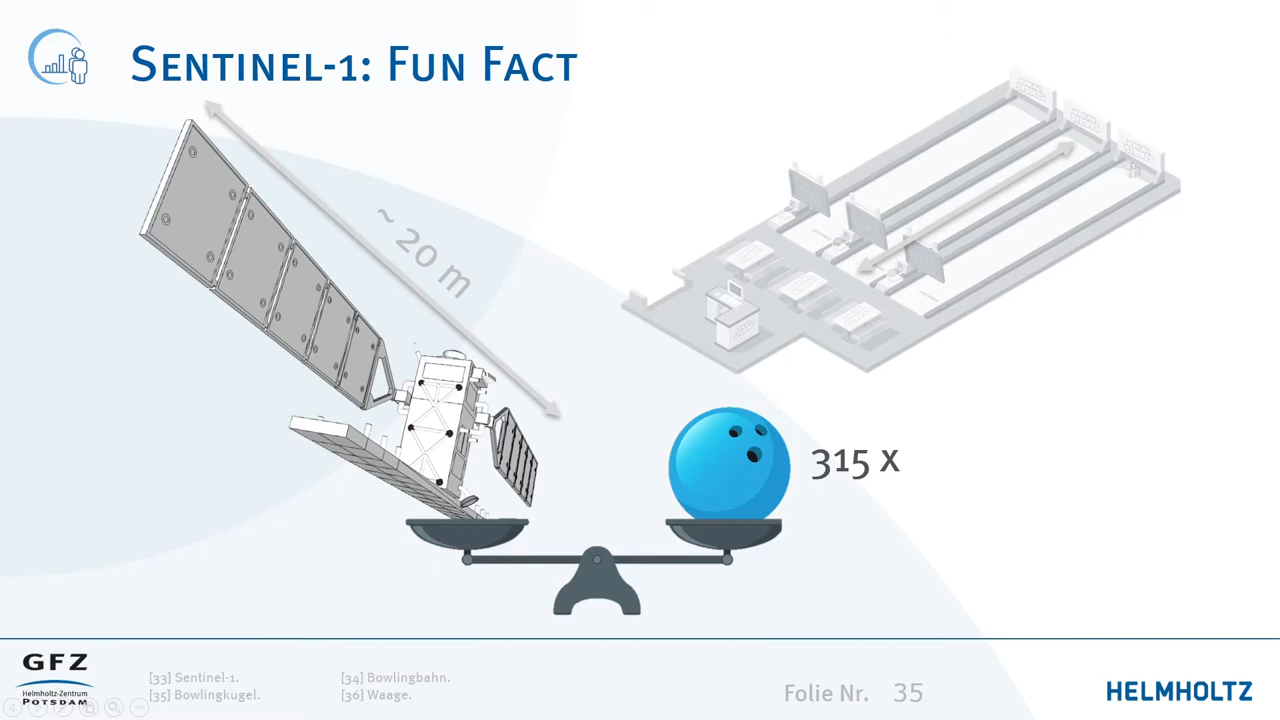 SENTINEL-1: FUN FACT
~ 20 m
315 x
GFZ
Helmholtz-Zentrum
POTSDAM
[33] Sentinel-1.
[35] Bowlingkugel.
[34] Bowlingbahn.
[36] Waage.
Folie Nr. 35
HELMHOLTZ